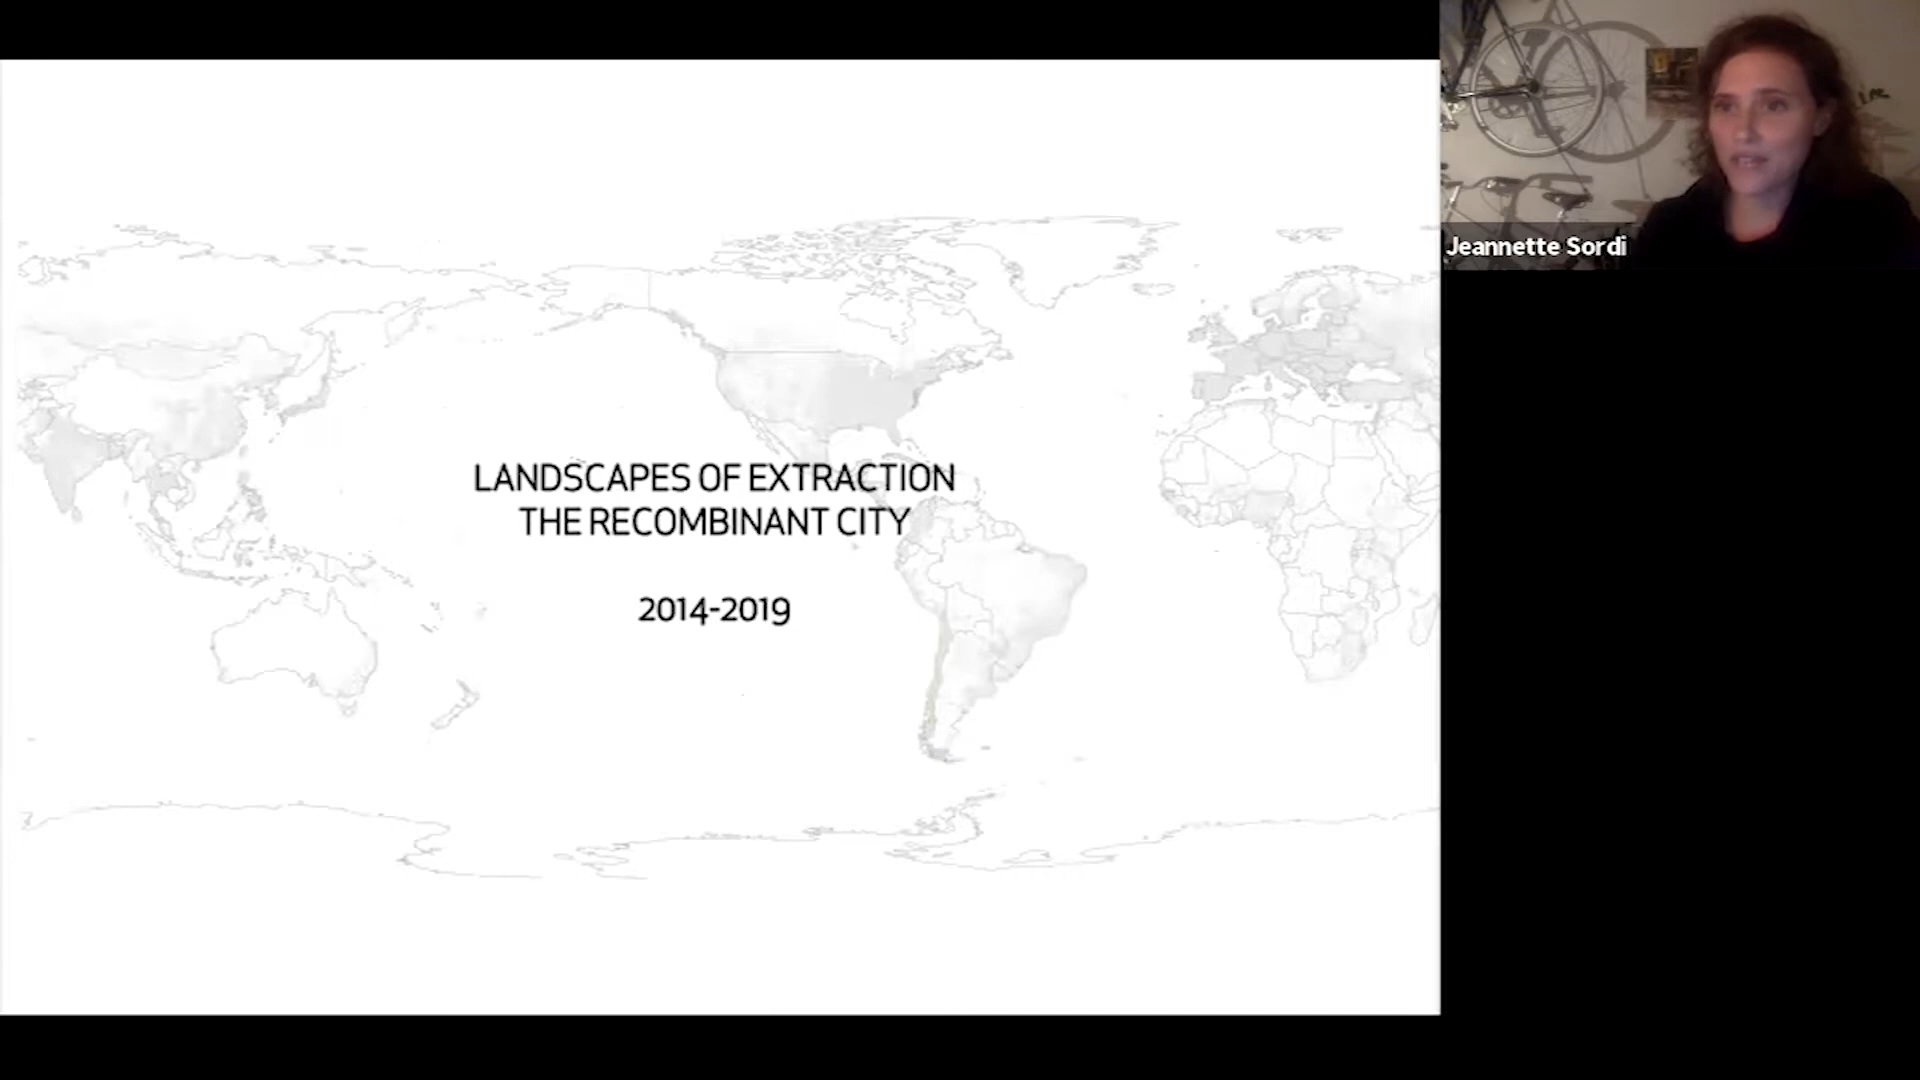 LANDSCAPES OF EXTRACTION
THE RECOMBINANT CITY
2014-2019
Jeannette Sordi